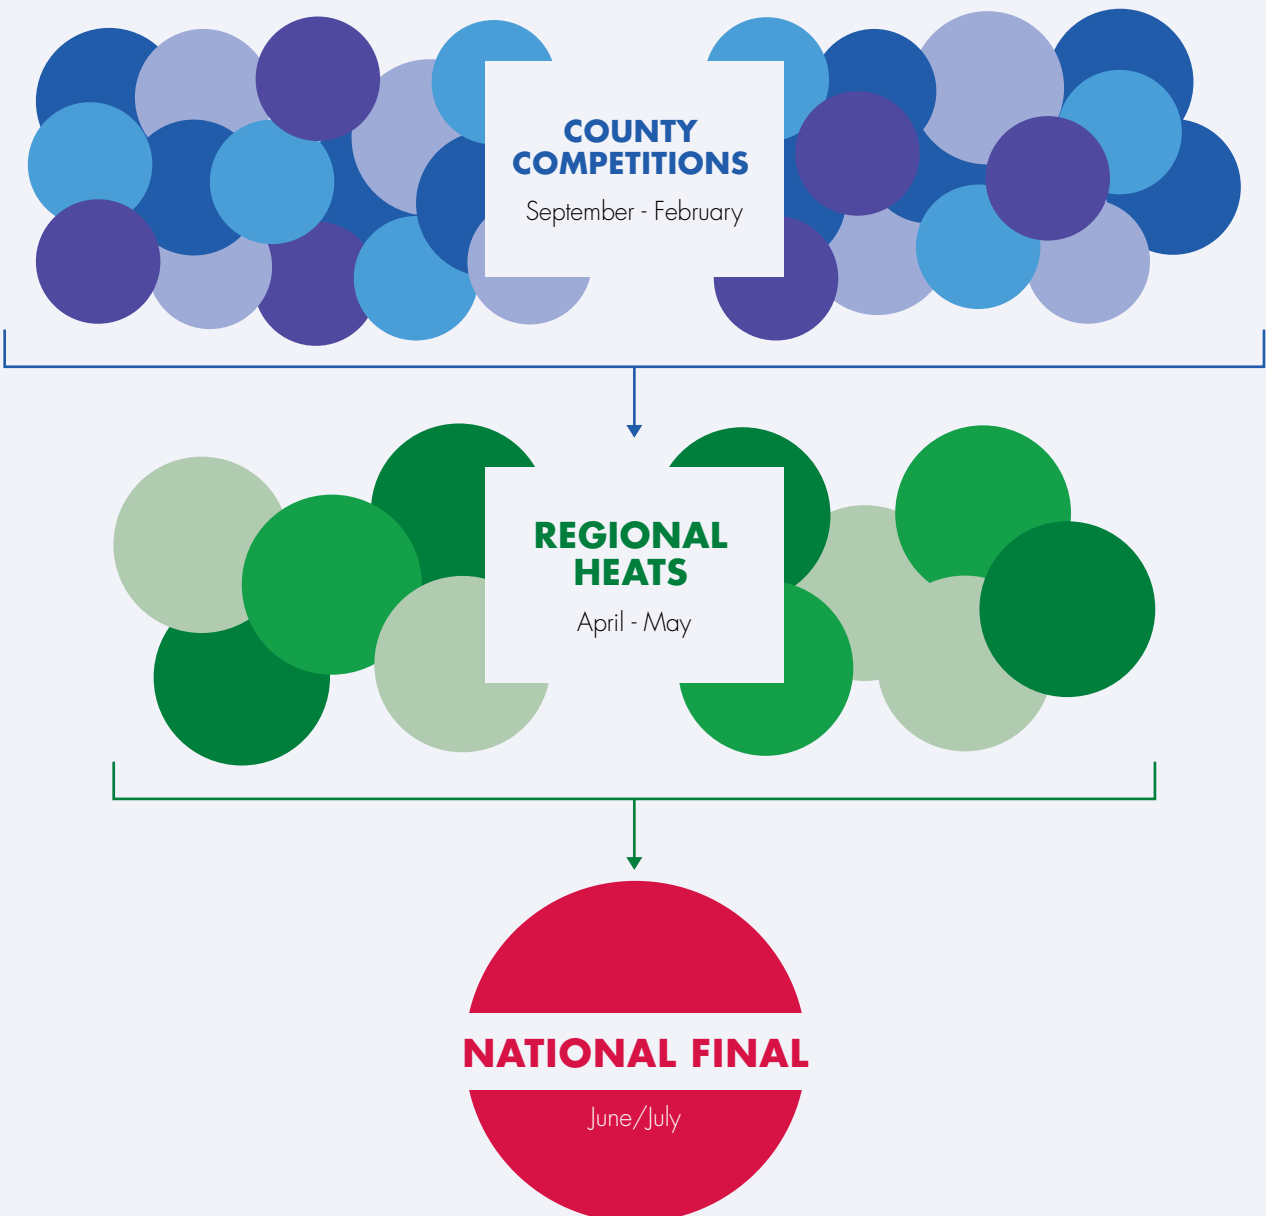 COUNTY
COMPETITIONS
September - February
REGIONAL
HEATS
April - May
NATIONAL FINAL
June/July